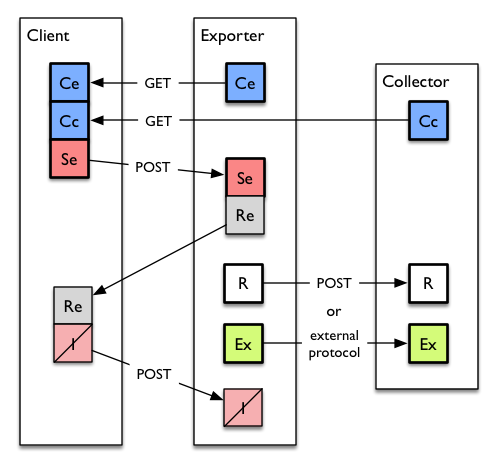 Client
Exporter
Collector
Ce
GET
Ce
Cc
GET
Cc
Se
POST
Se
Re
Re
R
POST
R
or
I
Ex
external
protocol
Ex
POST
I